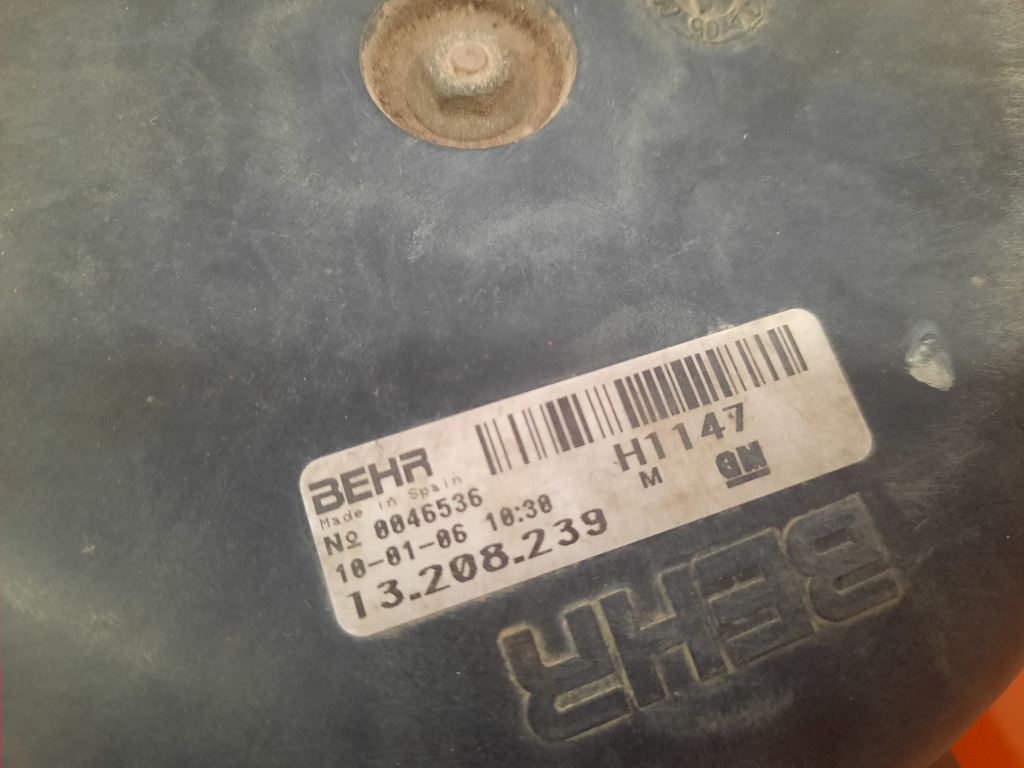 BEHR
Made in Spain
Nº 0046536
10-01-06 10:30
13.208.239
H1147
M GM
BEHR